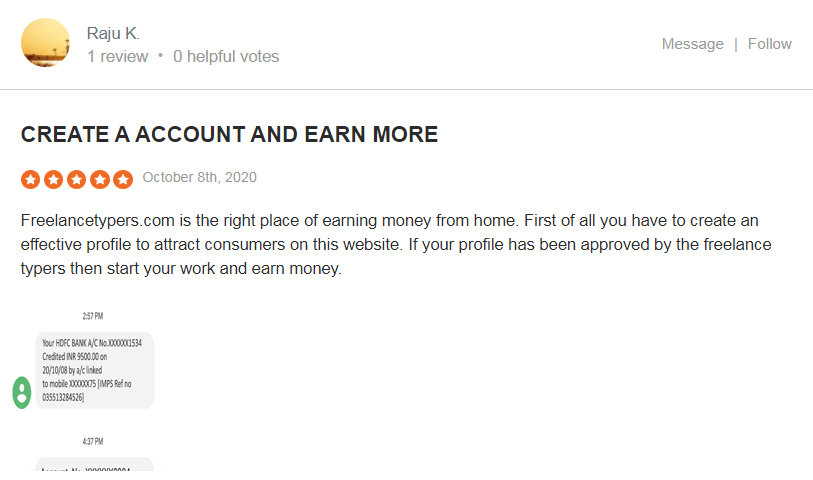 Raju K.
1 review • 0 helpful votes
Message | Follow
CREATE A ACCOUNT AND EARN MORE
October 8th, 2020
Freelancetypers.com is the right place of earning money from home. First of all you have to create an
effective profile to attract consumers on this website. If your profile has been approved by the freelance
typers then start your work and earn money.
2:57 PM
Your HDFC BANK A/C No.XXXXXX1534
Credited INR 9500.00 on
20/10/08 by a/c linked
to mobile XXXXXX75 [IMPS Ref no
035513284526]
4:37 PM